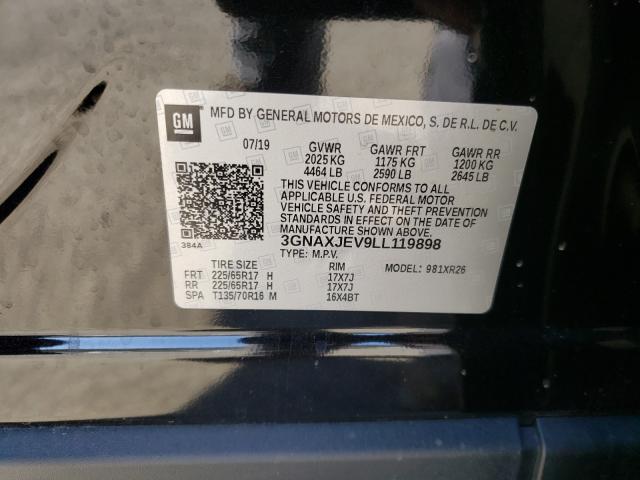 GM
MFD BY GENERAL MOTORS DE MEXICO, S. DE R.L. DE C.V.
07/19 GVWR GAWR FRT GAWR RR
2025 KG 1175 KG 1200 KG
4464 LB 2590 LB 2645 LB
THIS VEHICLE CONFORMS TO ALL
APPLICABLE U.S. FEDERAL MOTOR
VEHICLE SAFETY AND THEFT PREVENTION
STANDARDS IN EFFECT ON THE DATE OF
MANUFACTURE SHOWN ABOVE.
3GNAXJEV9LL119898
384A
TYPE: M.P.V.
MODEL: 981XR26
TIRE SIZE RIM
FRT 225/65R17 H 17X7J
RR 225/65R17 H 17X7J
SPA T135/70R16 M 16X4BT